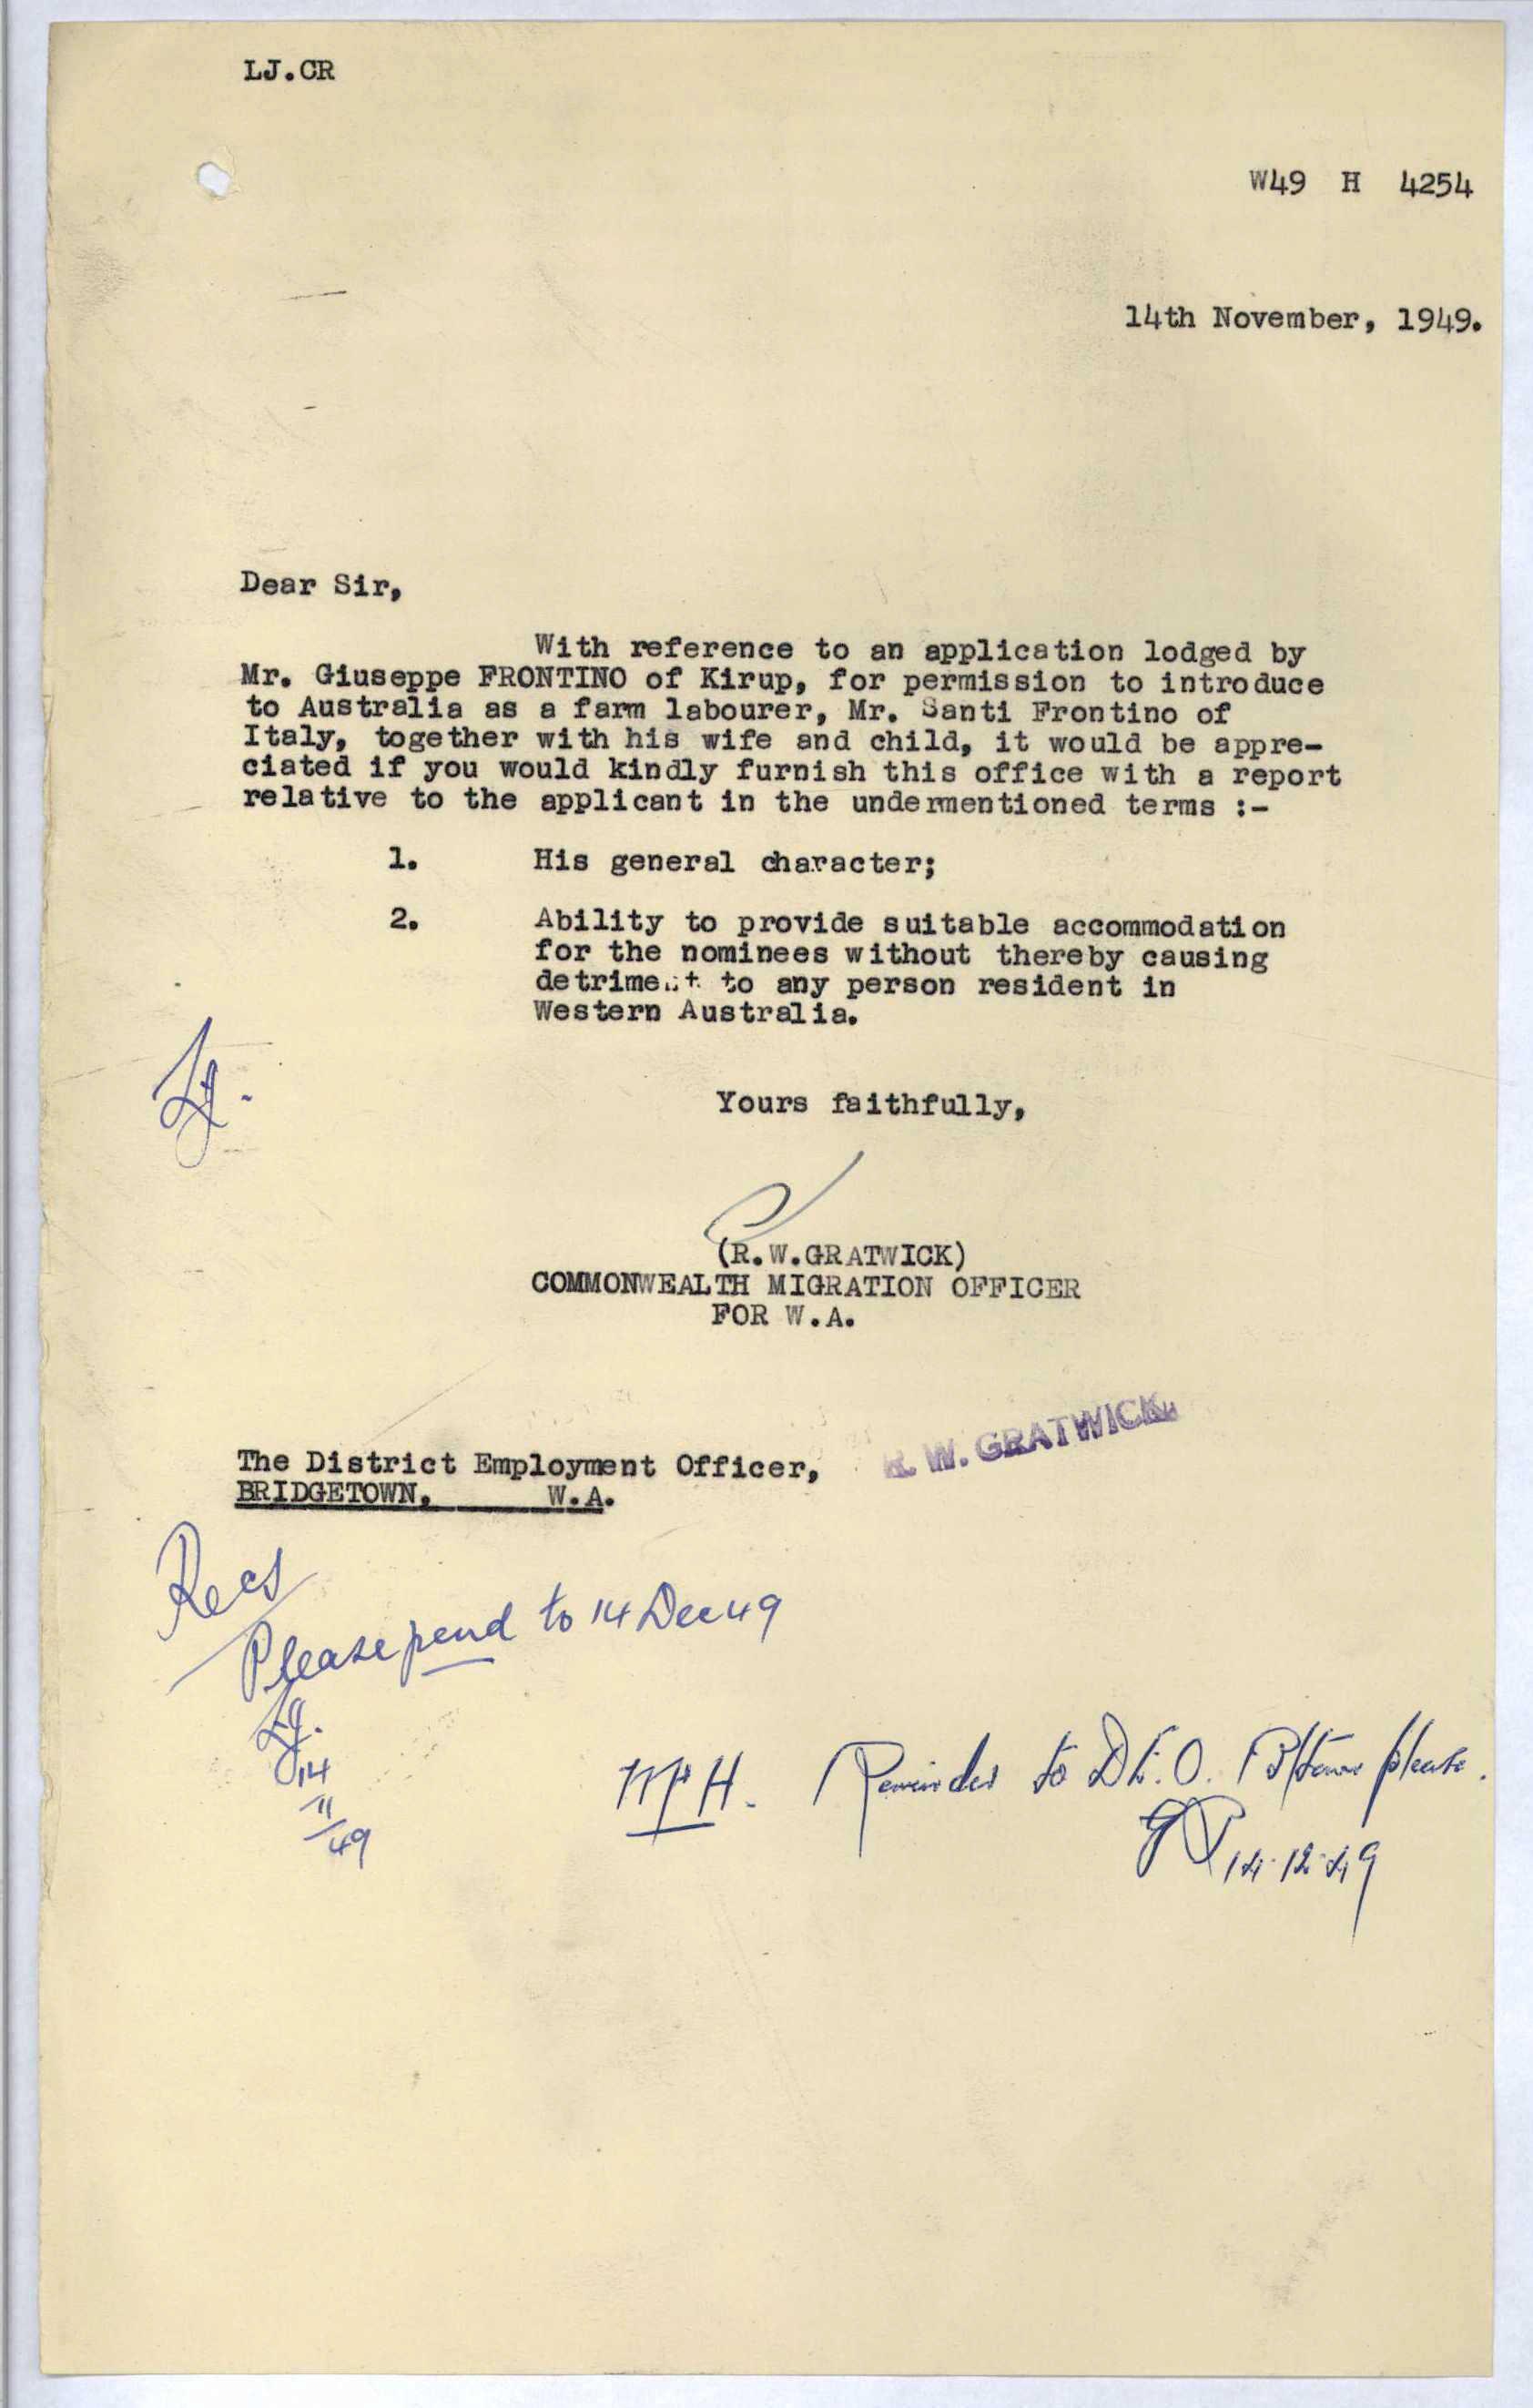 LJ.CR
W49 H 4254
14th November, 1949.
Dear Sir,
With reference to an application lodged by
Mr. Giuseppe FRONTINO of Kirup, for permission to introduce
to Australia as a farm labourer, Mr. Santi Frontino of
Italy, together with his wife and child, it would be appre-
ciated if you would kindly furnish this office with a report
relative to the applicant in the undermentioned terms :-
1. His general character;
2. Ability to provide suitable accommodation
for the nominees without thereby causing
detriment to any person resident in
Western Australia.
LJ.
Yours faithfully,
(R.W.GRATWICK)
COMMONWEALTH MIGRATION OFFICER
FOR W.A.
R. W. GRATWICK.
The District Employment Officer,
BRIDGETOWN. W.A.
Recs
Please pend to 14 Dec 49
LJ.
14
11
49
H. Reminder to D.E.O. B/town please.
14.12.49